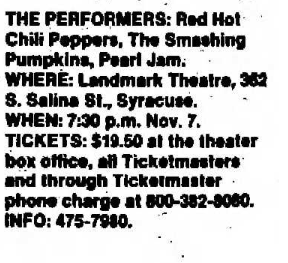 THE PERFORMERS: Red Hot
Chili Peppers, The Smashing
Pumpkins, Pearl Jam.
WHERE: Landmark Theatre, 362
S. Salina St., Syracuse.
WHEN: 7:30 p.m. Nov. 7.
TICKETS: $19.50 at the theater
box office, all Ticketmasters
and through Ticketmaster
phone charge at 800-382-8080.
INFO: 475-7980.